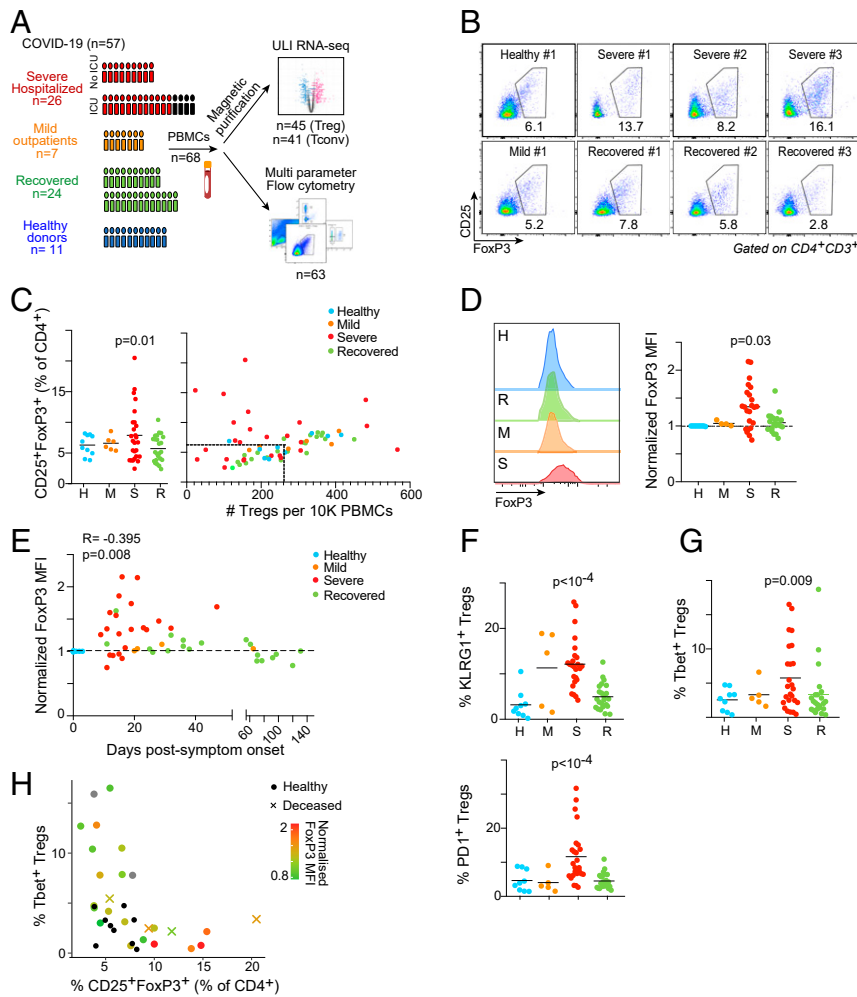 A
COVID-19 (n=57)
Severe
Hospitalized
n=26
No ICU
ICU
Mild
outpatients
n=7
Recovered
n=24
Healthy
donors
n= 11
PBMCs
n=68
Magnetic
purification
ULI RNA-seq
n=45 (Treg)
n=41 (Tconv)
Multi parameter
Flow cytometry
n=63
B
Healthy #1
Severe #1
Severe #2
Severe #3
6.1
13.7
8.2
16.1
Mild #1
Recovered #1
Recovered #2
Recovered #3
5.2
7.8
5.8
2.8
CD25
FoxP3
Gated on CD4+CD3+
C
CD25+FoxP3+ (% of CD4+)
p=0.01
15
5
0
H M S R
Healthy
Mild
Severe
Recovered
0 200 400 600
# Tregs per 10K PBMCs
D
H
R
M
S
FoxP3
Normalized FoxP3 MFI
p=0.03
2
1
0
H M S R
E
R= -0.395
p=0.008
Normalized FoxP3 MFI
2
1
0
Healthy
Mild
Severe
Recovered
0 20 40 60 100 140
Days post-symptom onset
F
p<10-4
% KLRG1+ Tregs
20
10
0
H M S R
p<10-4
% PD1+ Tregs
20
10
0
H M S R
G
p=0.009
% Tbet+ Tregs
10
0
H M S R
H
Healthy
Deceased
2
0.8
Normalised
FoxP3 MFI
% Tbet+ Tregs
10
5
0
5 10 15 20
% CD25+FoxP3+ (% of CD4+)